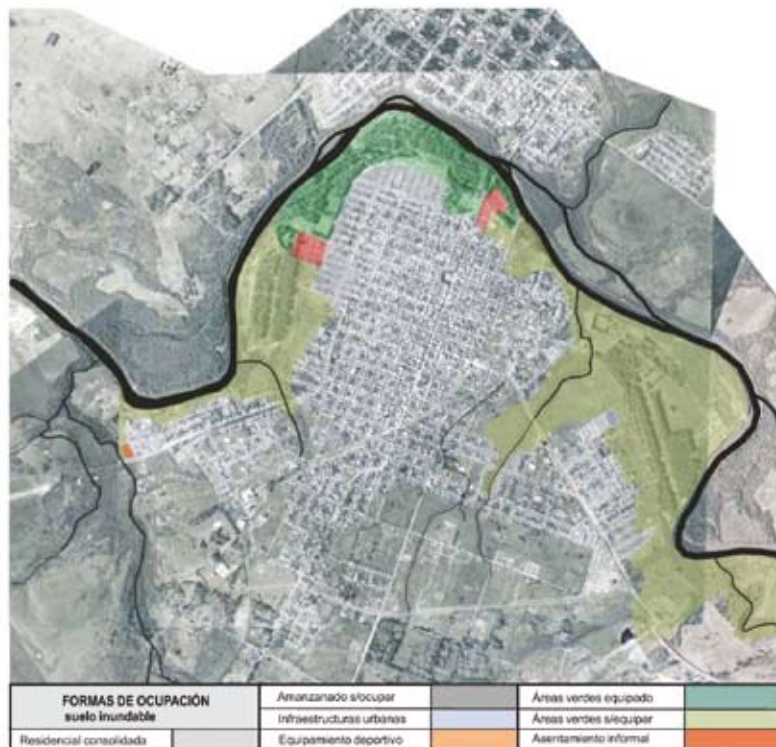 FORMAS DE OCUPACIÓN
suelo inundable
Residencial consolidada
Amanzanado s/ocupar
Infraestructuras urbanas
Equipamiento deportivo
Áreas verdes equipado
Áreas verdes s/equipar
Asentamiento informal